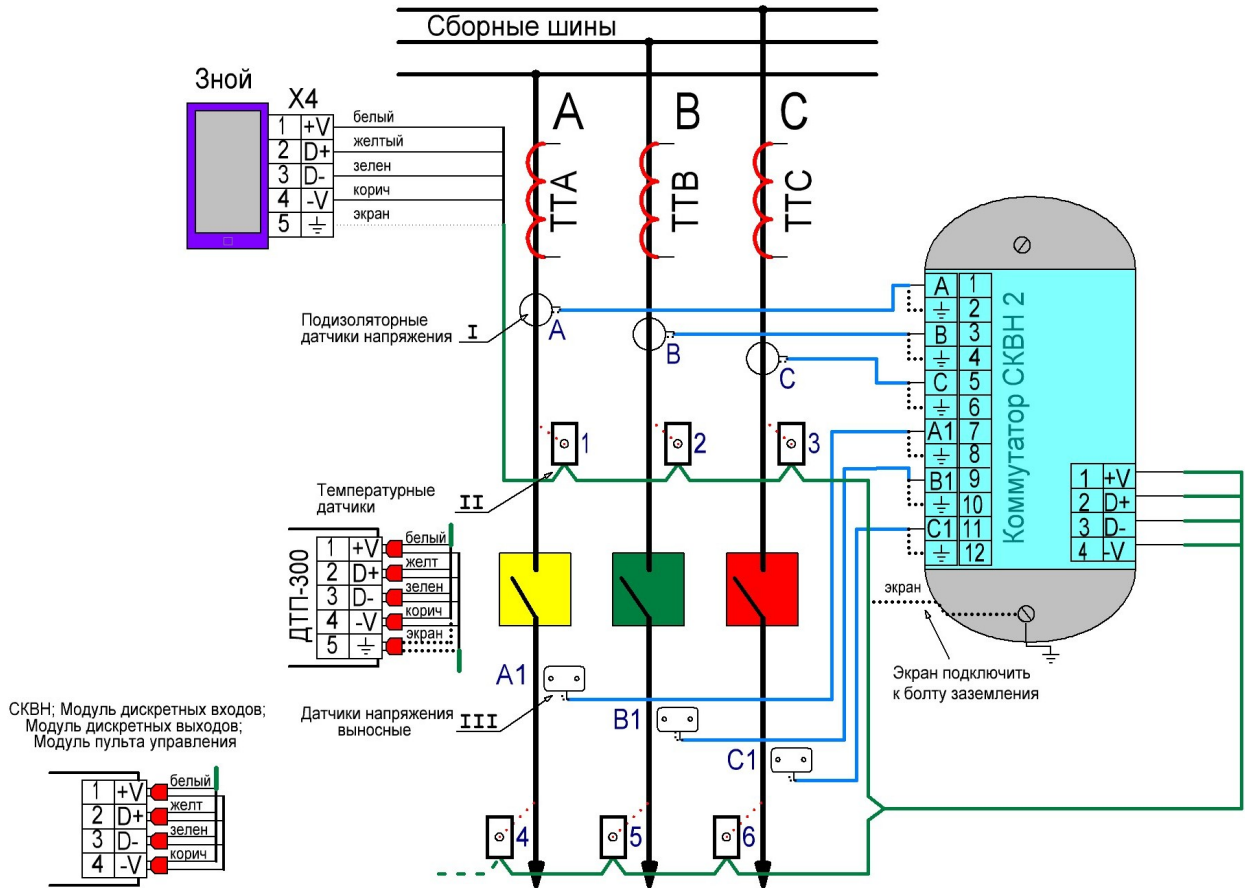 Сборные шины
Зной
X4
1 +V белый
2 D+ желтый
3 D- зелен
4 -V корич
5 экран
A B C
ТТА ТТВ ТТС
Подизоляторные
датчики напряжения I
A
B
C
Коммутатор СКВН 2
A 1
2
B 3
4
C 5
6
A1 7
8
B1 9
10
C1 11
12
1 +V
2 D+
3 D-
4 -V
1 2 3
Температурные
датчики II
ДТП-300
1 +V белый
2 D+ желт
3 D- зелен
4 -V корич
5 экран
экран
Экран подключить
к болту заземления
A1
Датчики напряжения
выносные III
B1
C1
СКВН; Модуль дискретных входов;
Модуль дискретных выходов;
Модуль пульта управления
1 +V белый
2 D+ желт
3 D- зелен
4 -V корич
4 5 6